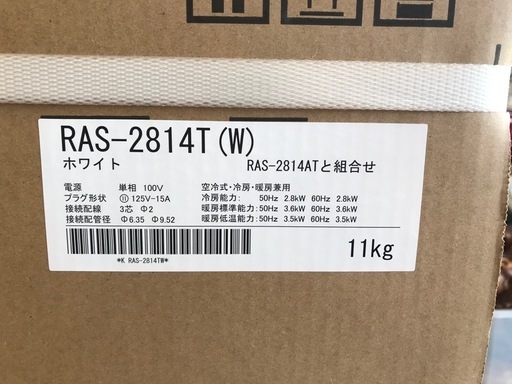 RAS-2814T(W)
ホワイト RAS-2814ATと組合せ
電源 単相 100V 空冷式・冷房・暖房兼用
プラグ形状 125V-15A 冷房能力: 50Hz 2.8kW 60Hz 2.8kW
接続配線 3芯 Φ2 暖房標準能力: 50Hz 3.6kW 60Hz 3.6kW
接続配管径 Φ6.35 Φ9.52 暖房低温能力: 50Hz 3.5kW 60Hz 3.5kW
*K RAS-2814TW*
11kg